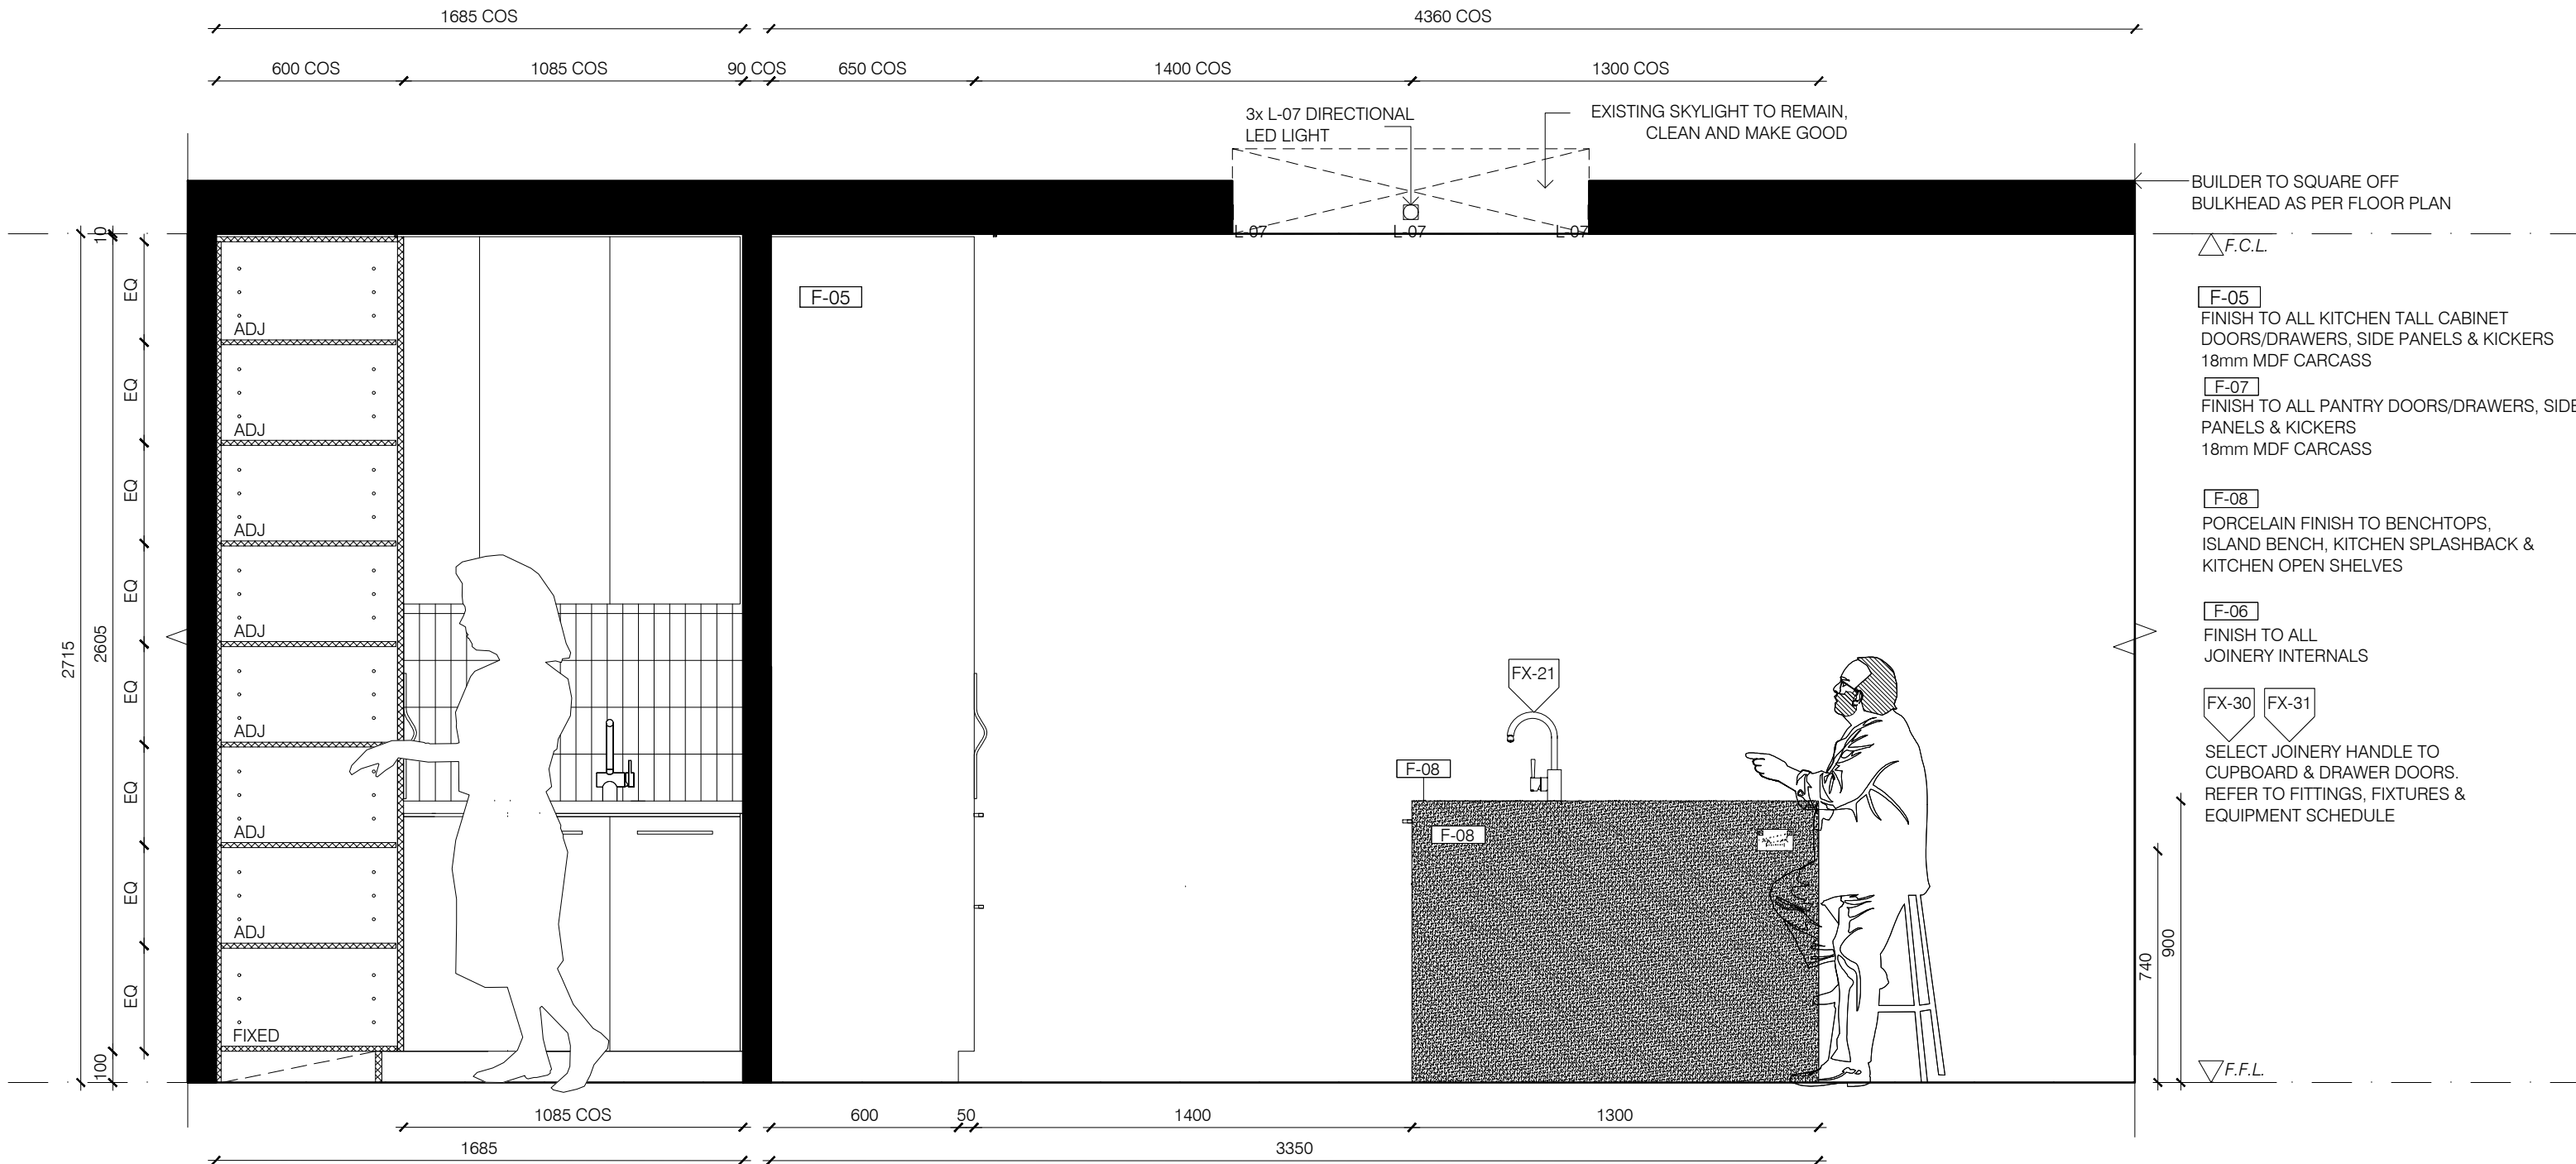 1685 COS
4360 COS
600 COS
1085 COS
90 COS
650 COS
1400 COS
1300 COS
3x L-07 DIRECTIONAL
LED LIGHT
EXISTING SKYLIGHT TO REMAIN,
CLEAN AND MAKE GOOD
BUILDER TO SQUARE OFF
BULKHEAD AS PER FLOOR PLAN
L-07
L-07
L-07
F.C.L.
10
2715
2605
100
EQ
EQ
EQ
EQ
EQ
EQ
EQ
EQ
ADJ
ADJ
ADJ
ADJ
ADJ
ADJ
ADJ
FIXED
F-05
FX-21
F-08
F-08
F-05
FINISH TO ALL KITCHEN TALL CABINET
DOORS/DRAWERS, SIDE PANELS & KICKERS
18mm MDF CARCASS
F-07
FINISH TO ALL PANTRY DOORS/DRAWERS, SIDE
PANELS & KICKERS
18mm MDF CARCASS
F-08
PORCELAIN FINISH TO BENCHTOPS,
ISLAND BENCH, KITCHEN SPLASHBACK &
KITCHEN OPEN SHELVES
F-06
FINISH TO ALL
JOINERY INTERNALS
FX-30
FX-31
SELECT JOINERY HANDLE TO
CUPBOARD & DRAWER DOORS.
REFER TO FITTINGS, FIXTURES &
EQUIPMENT SCHEDULE
740
900
F.F.L.
1085 COS
600
50
1400
1300
1685
3350